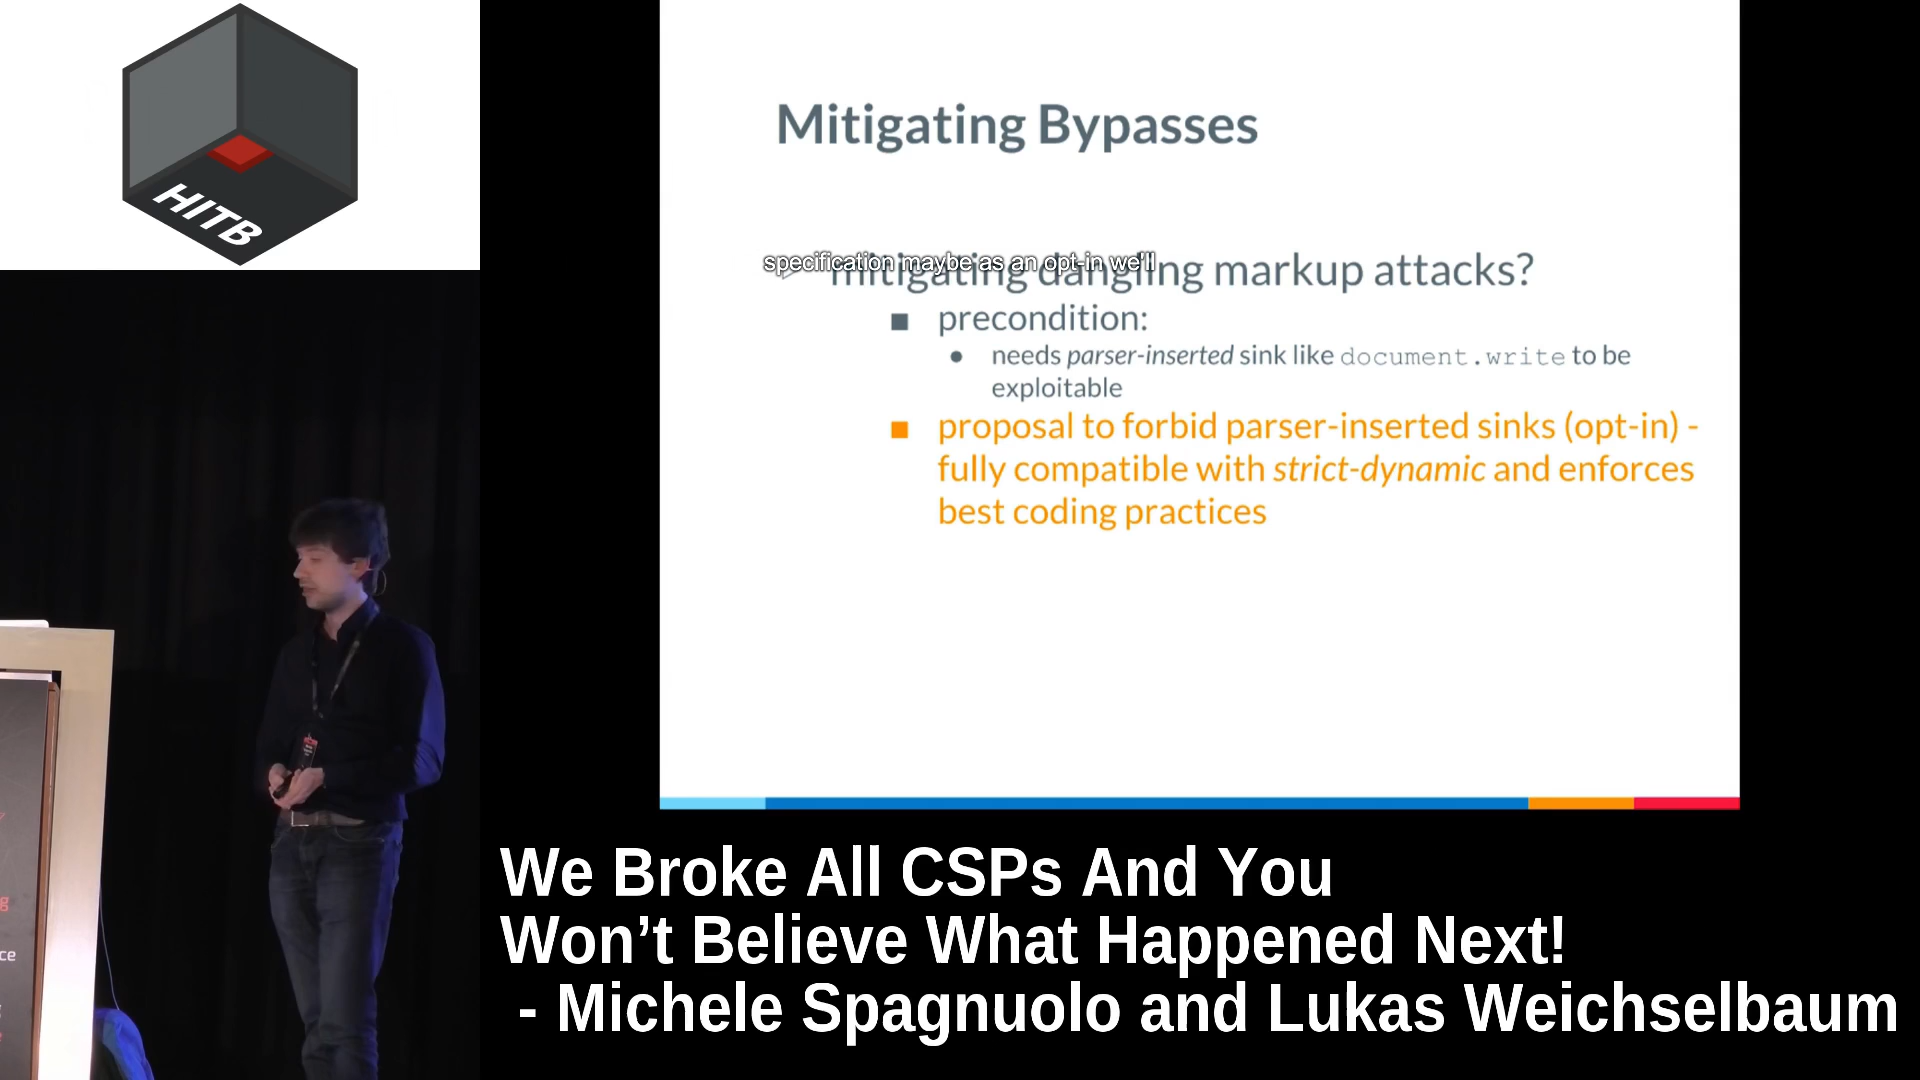 HITB
Mitigating Bypasses
specification maybe as an opt-in we'll
mitigating dangling markup attacks?
■ precondition:
● needs parser-inserted sink like document.write to be
exploitable
■ proposal to forbid parser-inserted sinks (opt-in) -
fully compatible with strict-dynamic and enforces
best coding practices
g
ce
We Broke All CSPs And You
Won’t Believe What Happened Next!
- Michele Spagnuolo and Lukas Weichselbaum